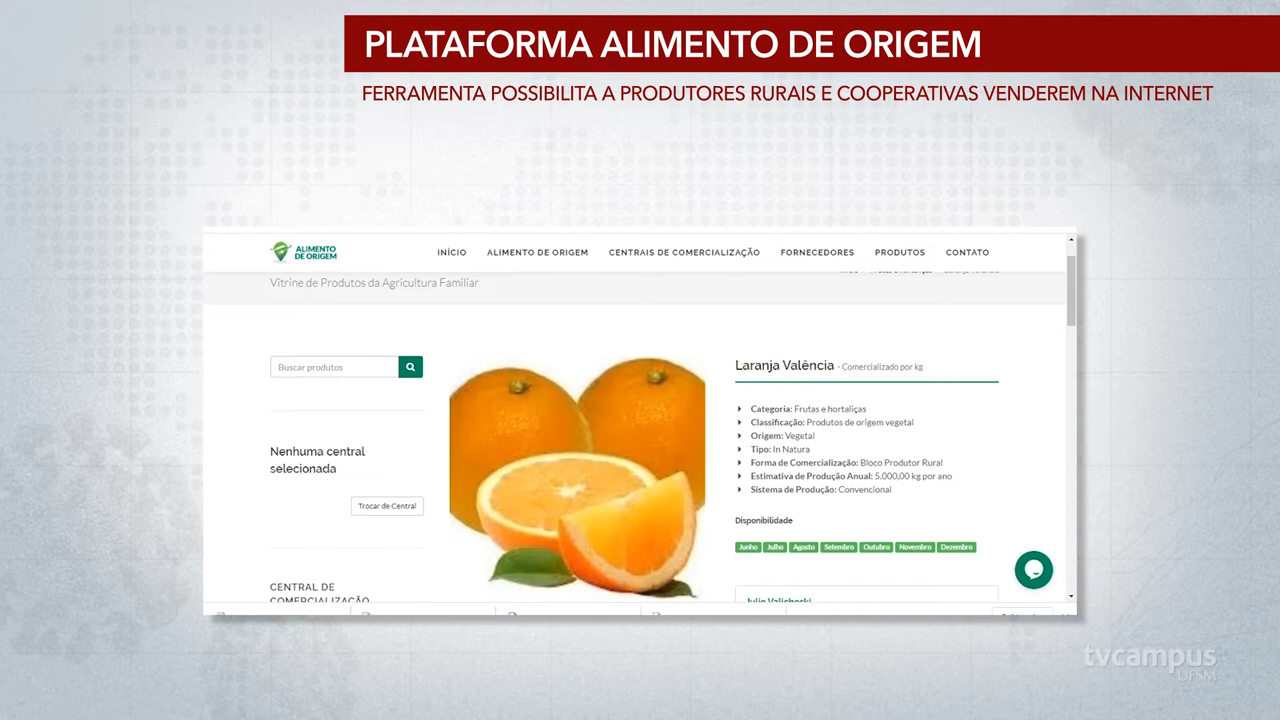 PLATAFORMA ALIMENTO DE ORIGEM
FERRAMENTA POSSIBILITA A PRODUTORES RURAIS E COOPERATIVAS VENDEREM NA INTERNET
ALIMENTO
DE ORIGEM
INÍCIO ALIMENTO DE ORIGEM CENTRAIS DE COMERCIALIZAÇÃO FORNECEDORES PRODUTOS CONTATO
Vitrine de Produtos da Agricultura Familiar
Buscar produtos
Nenhuma central
selecionada
Trocar de Central
CENTRAL DE
COMERCIALIZAÇÃO
Laranja Valência - Comercializado por kg
Categoria: Frutas e hortaliças
Classificação: Produtos de origem vegetal
Origem: Vegetal
Tipo: In Natura
Forma de Comercialização: Bloco Produtor Rural
Estimativa de Produção Anual: 5.000,00 kg por ano
Sistema de Produção: Convencional
Disponibilidade
Junho Julho Agosto Setembro Outubro Novembro Dezembro
tvcampus
UFSM